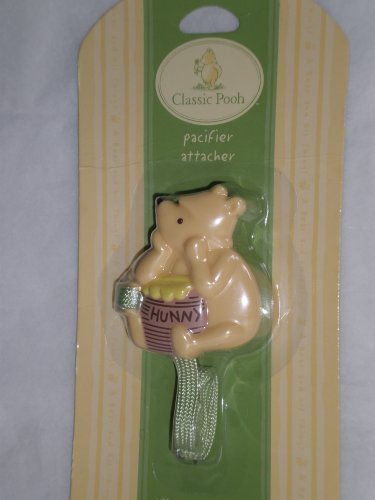 Classic Pooh
pacifier
attacher
HUNNY